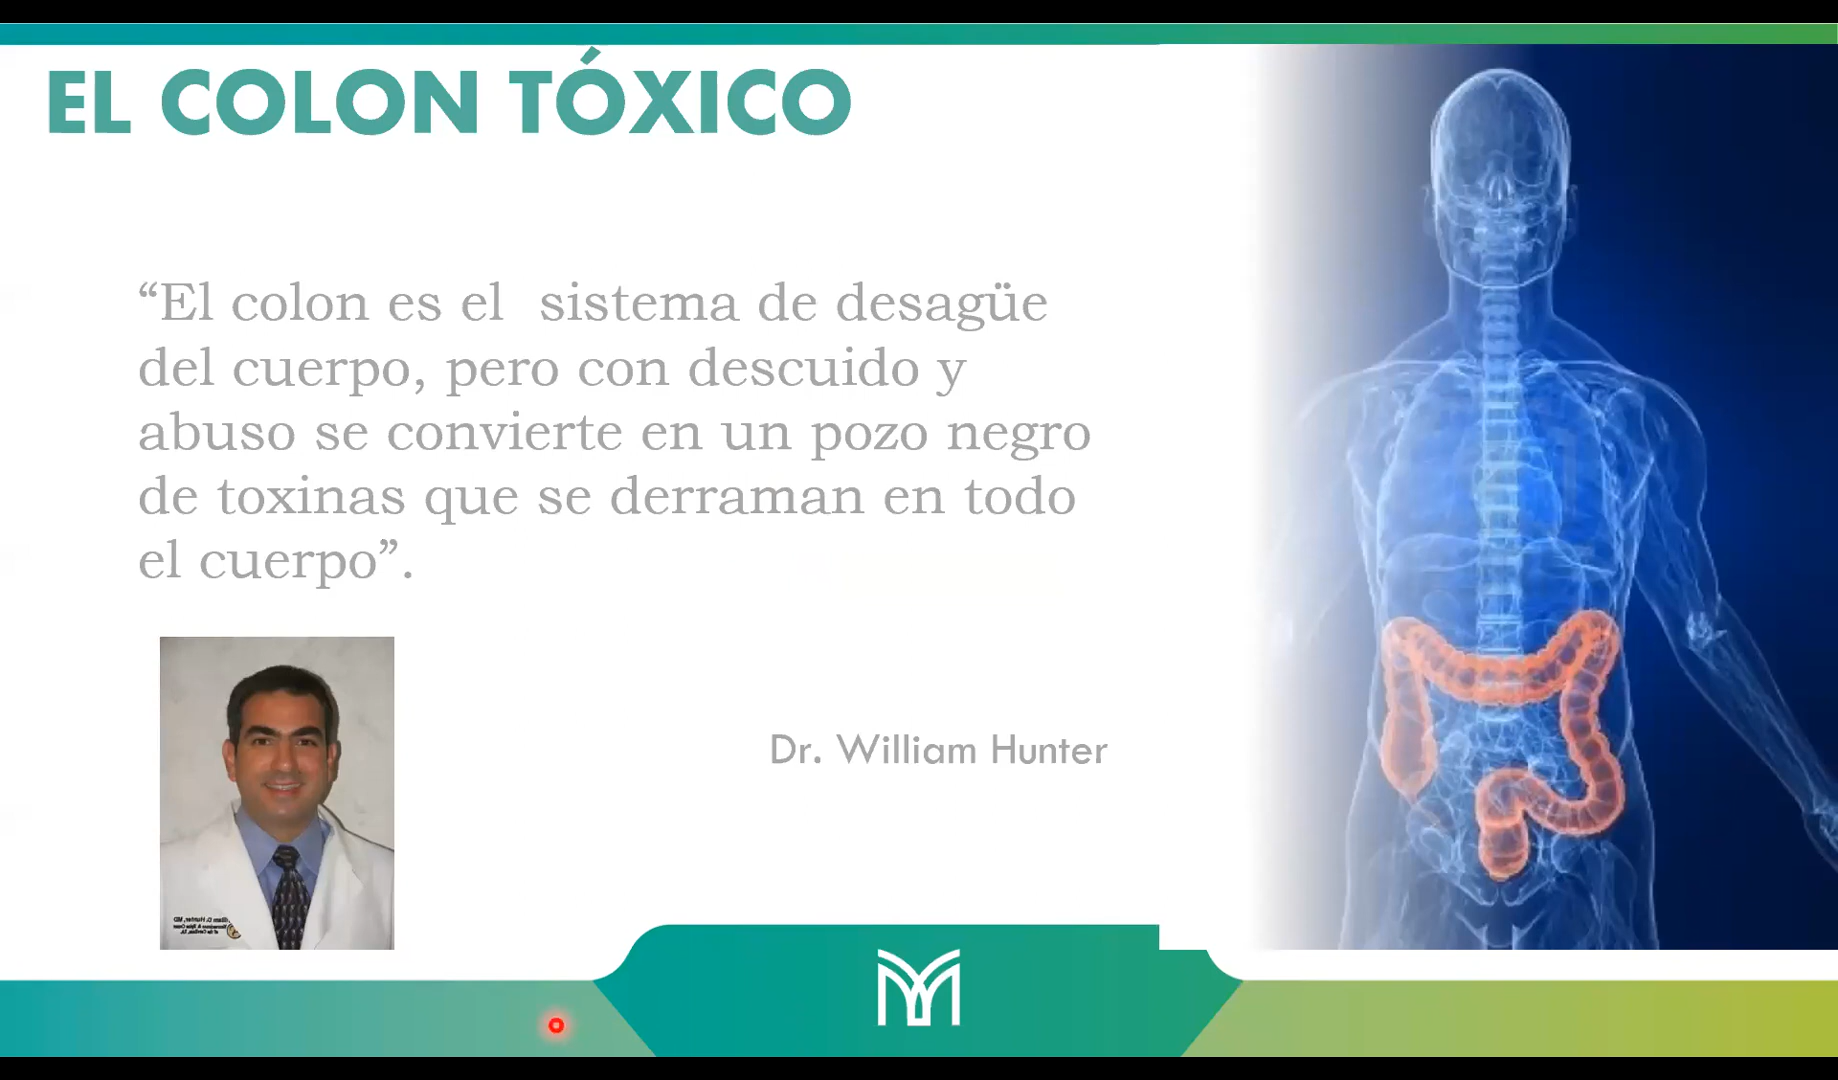 EL COLON TÓXICO
“El colon es el sistema de desagüe
del cuerpo, pero con descuido y
abuso se convierte en un pozo negro
de toxinas que se derraman en todo
el cuerpo”.
Dr. William Hunter